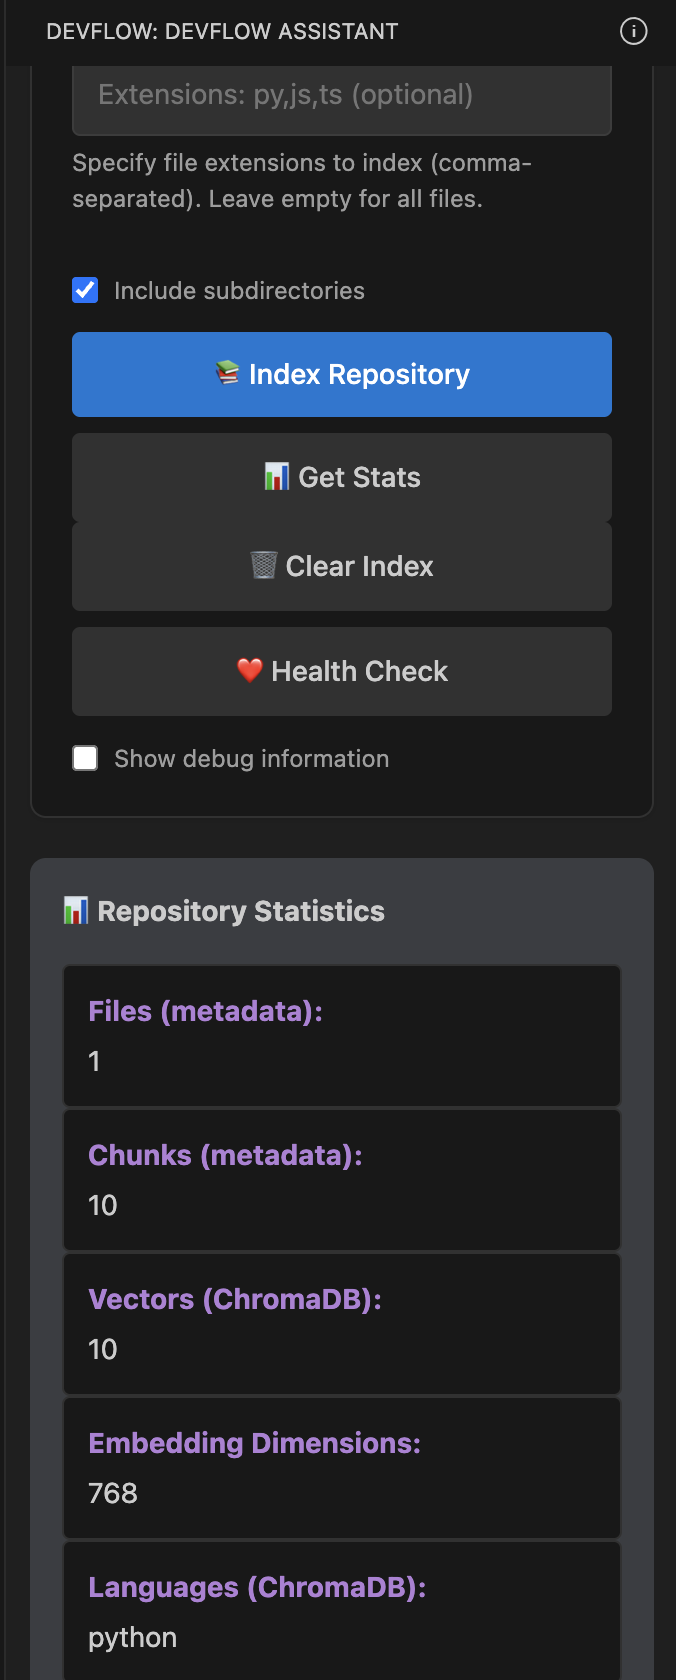 DEVFLOW: DEVFLOW ASSISTANT
Extensions: py,js,ts (optional)
Specify file extensions to index (comma-
separated). Leave empty for all files.
Include subdirectories
📚 Index Repository
📊 Get Stats
🗑️ Clear Index
❤️ Health Check
Show debug information
📊 Repository Statistics
Files (metadata):
1
Chunks (metadata):
10
Vectors (ChromaDB):
10
Embedding Dimensions:
768
Languages (ChromaDB):
python